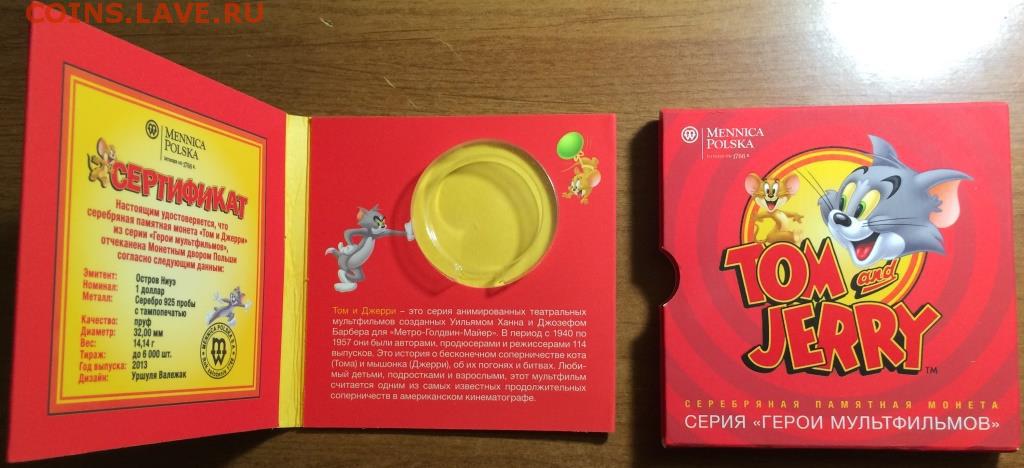 COINS.LAVE.RU
MENNICA
POLSKA
СЕРТИФИКАТ
Настоящим удостоверяется, что
серебряная памятная монета «Том и Джерри»
из серии «Герои мультфильмов»,
отчеканена Монетным двором Польши
согласно следующим данным:
Эмитент: Остров Ниуэ
Номинал: 1 доллар
Металл: Серебро 925 пробы
с тампопечатью
Качество: пруф
Диаметр: 32,00 мм
Вес: 14,14 г
Тираж: до 6 000 шт.
Год выпуска: 2013
Дизайн: Уршуля Валежак
Том и Джерри – это серия анимированных театральных
мультфильмов созданных Уильямом Ханна и Джозефом
Барбера для «Метро-Голдвин-Майер». В период с 1940 по
1957 они были авторами, продюсерами и режиссерами 114
выпусков. Это история о бесконечном соперничестве кота
(Тома) и мышонка (Джерри), об их погонях и битвах. Люби-
мый детьми, подростками и взрослыми, этот мультфильм
считается одним из самых известных продолжительных
соперничеств в американском кинематографе.
MENNICA
POLSKA
TOM and
JERRY
TM
СЕРЕБРЯНАЯ ПАМЯТНАЯ МОНЕТА
СЕРИЯ «ГЕРОИ МУЛЬТФИЛЬМОВ»